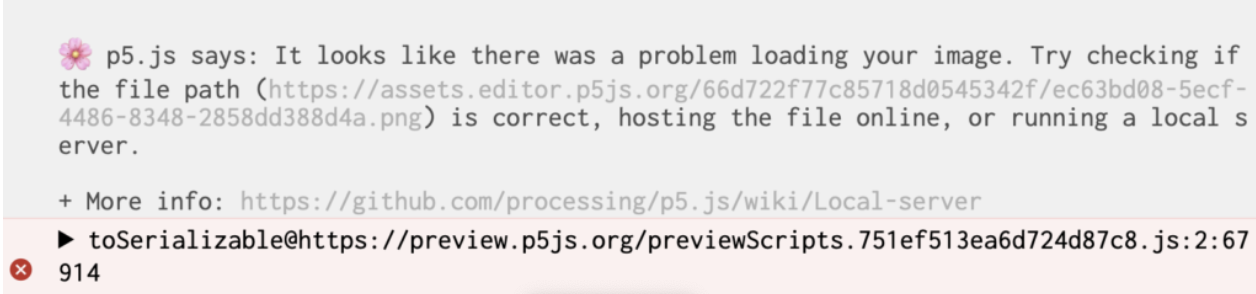 🌸 p5.js says: It looks like there was a problem loading your image. Try checking if
the file path (https://assets.editor.p5js.org/66d722f77c85718d0545342f/ec63bd08-5ecf-
4486-8348-2858dd388d4a.png) is correct, hosting the file online, or running a local s
erver.
+ More info: https://github.com/processing/p5.js/wiki/Local-server
▶ toSerializable@https://preview.p5js.org/previewScripts.751ef513ea6d724d87c8.js:2:67
914